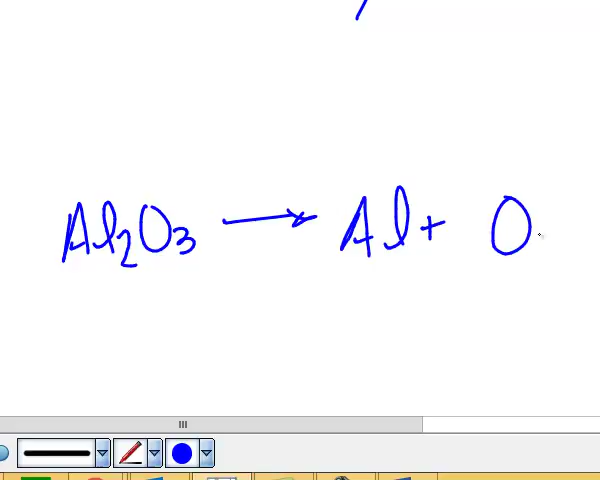 Al₂O₃ → Al + O